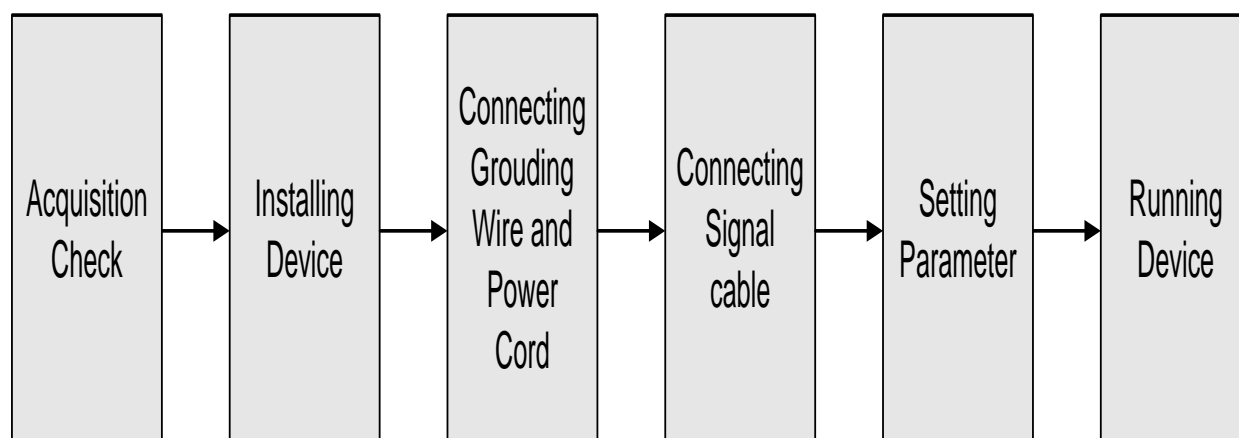 Acquisition
Check
Installing
Device
Connecting
Grouding
Wire and
Power
Cord
Connecting
Signal
cable
Setting
Parameter
Running
Device